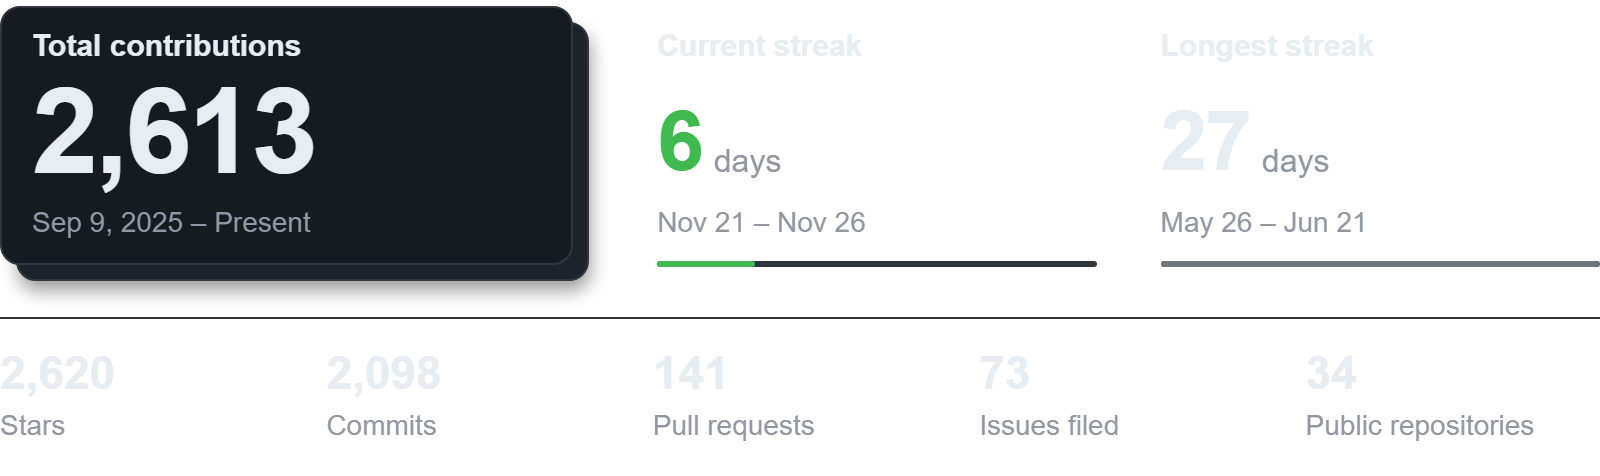 Total contributions
2,613
Sep 9, 2025 – Present
Current streak
6 days
Nov 21 – Nov 26
Longest streak
27 days
May 26 – Jun 21
2,620
Stars
2,098
Commits
141
Pull requests
73
Issues filed
34
Public repositories